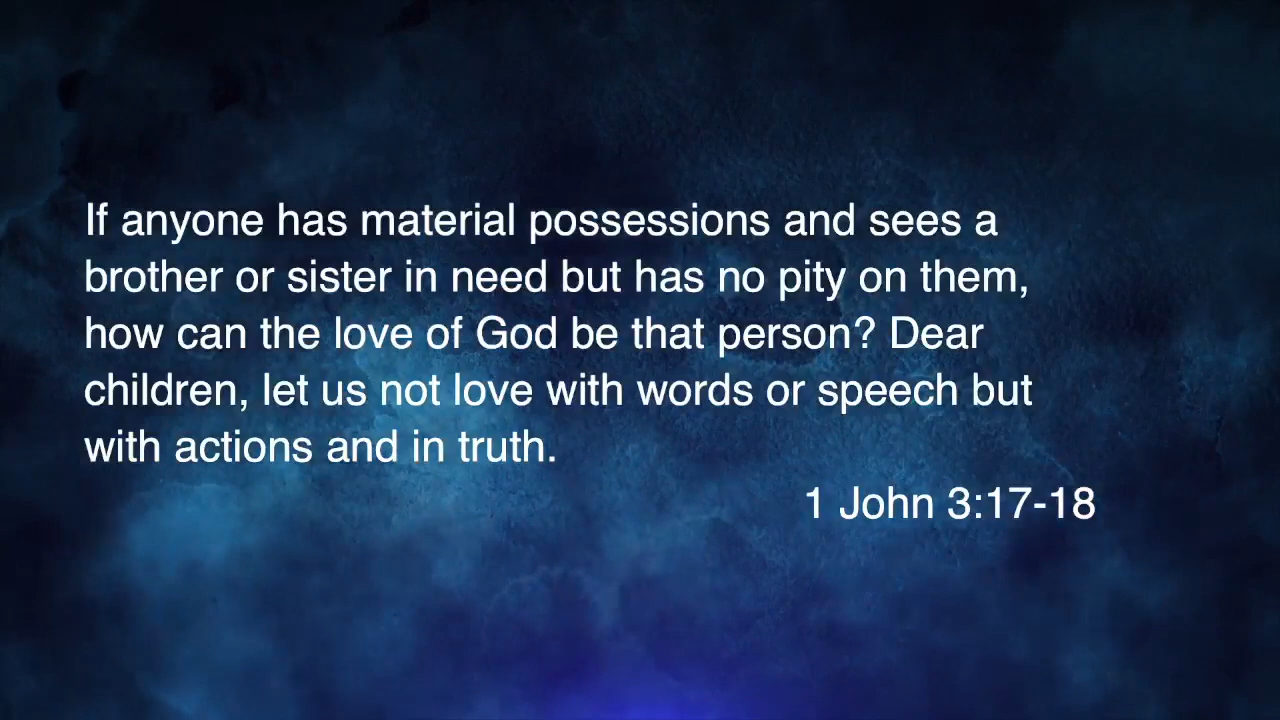 If anyone has material possessions and sees a
brother or sister in need but has no pity on them,
how can the love of God be that person? Dear
children, let us not love with words or speech but
with actions and in truth.
1 John 3:17-18